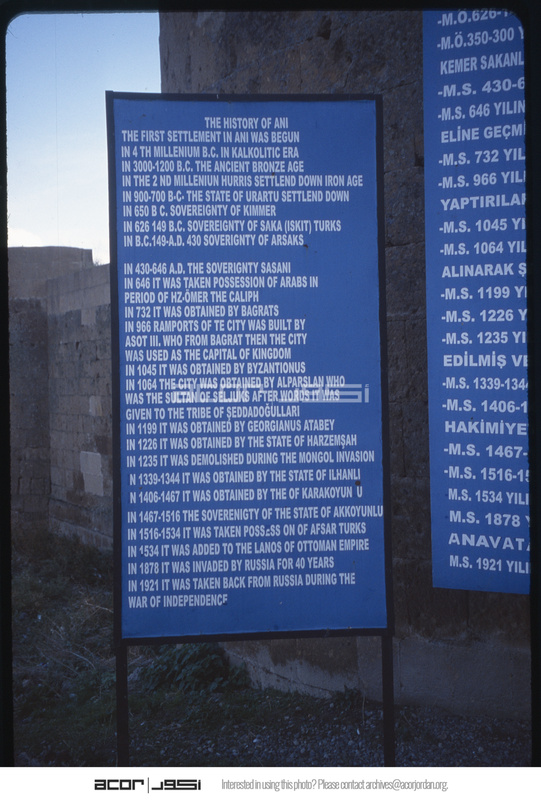 THE HISTORY OF ANI
THE FIRST SETTLEMENT IN ANI WAS BEGUN
IN 4 TH MILLENIUM B.C. IN KALKOLITIC ERA
IN 3000-1200 B.C. THE ANCIENT BRONZE AGE
IN THE 2 ND MILLENIUN HURRIS SETTLEND DOWN IRON AGE
IN 900-700 B.C. THE STATE OF URARTU SETTLEND DOWN
IN 650 B C. SOVEREIGNTY OF KIMMER
IN 626 149 B.C. SOVEREIGNTY OF SAKA (ISKIT) TURKS
IN B.C.149-A.D. 430 SOVERIGNTY OF ARSAKS
IN 430-646 A.D. THE SOVERIGNTY SASANI
IN 646 IT WAS TAKEN POSSESSION OF ARABS IN
PERIOD OF HZ-ÖMER THE CALIPH
IN 732 IT WAS OBTAINED BY BAGRATS
IN 966 RAMPORTS OF TE CITY WAS BUILT BY
ASOT III. WHO FROM BAGRAT THEN THE CITY
WAS USED AS THE CAPITAL OF KINGDOM
IN 1045 IT WAS OBTAINED BY BYZANTIONUS
IN 1064 THE CITY WAS OBTAINED BY ALPARSLAN WHO
WAS THE SULTAN OF SELJUKS AFTER WORDS IT WAS
GIVEN TO THE TRIBE OF ŞEDDADOĞULLARI
IN 1199 IT WAS OBTAINED BY GEORGIANUS ATABEY
IN 1226 IT WAS OBTAINED BY THE STATE OF HARZEMŞAH
IN 1235 IT WAS DEMOLISHED DURING THE MONGOL INVASION
N 1339-1344 IT WAS OBTAINED BY THE STATE OF ILHANLI
N 1406-1467 IT WAS OBTAINED BY THE OF KARAKOYUN U
IN 1467-1516 THE SOVERENIGTY OF THE STATE OF AKKOYUNLU
IN 1516-1534 IT WAS TAKEN POSSESS ON OF AFSAR TURKS
IN 1534 IT WAS ADDED TO THE LANOS OF OTTOMAN EMPIRE
IN 1878 IT WAS INVADED BY RUSSIA FOR 40 YEARS
IN 1921 IT WAS TAKEN BACK FROM RUSSIA DURING THE
WAR OF INDEPENDENCE
-M.Ö.626-1
-M.Ö.350-300 Y
KEMER SAKANL
-M.S. 430-6
-M.S. 646 YILIN
ELİNE GEÇMİ
-M.S. 732 YIL
-M.S. 966 YIL
YAPTIRILAR
-M.S. 1045 YI
-M.S. 1064 YI
ALINARAK Ş
-M.S. 1199 Y
-M.S. 1226 Y
-M.S. 1235 YI
EDİLMİŞ VE
-M.S. 1339-1344
-M.S. 1406-1
HAKİMİYE
-M.S. 1467-
-M.S. 1516-1
-M.S. 1534 YILI
M.S. 1878
ANAVATA
M.S. 1921 YIL
acor | أكور
Interested in using this photo? Please contact archives@acorjordan.org.